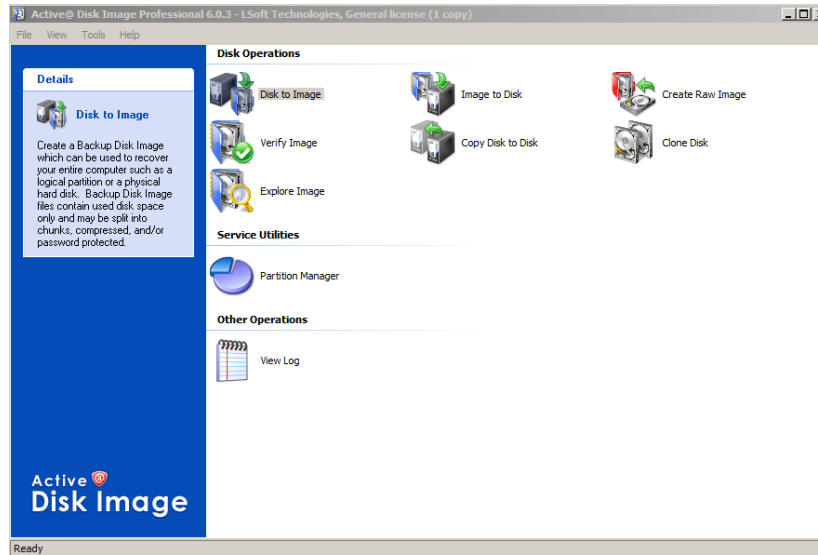 Active@ Disk Image Professional 6.0.3 - LSoft Technologies, General license (1 copy)
File View Tools Help
Details
Disk to Image
Create a Backup Disk Image
which can be used to recover
your entire computer such as a
logical partition or a physical
hard disk. Backup Disk Image
files contain used disk space
only and may be split into
chunks, compressed, and/or
password protected.
Disk Operations
Disk to Image
Image to Disk
Create Raw Image
Verify Image
Copy Disk to Disk
Clone Disk
Explore Image
Service Utilities
Partition Manager
Other Operations
View Log
Active@
Disk Image
Ready